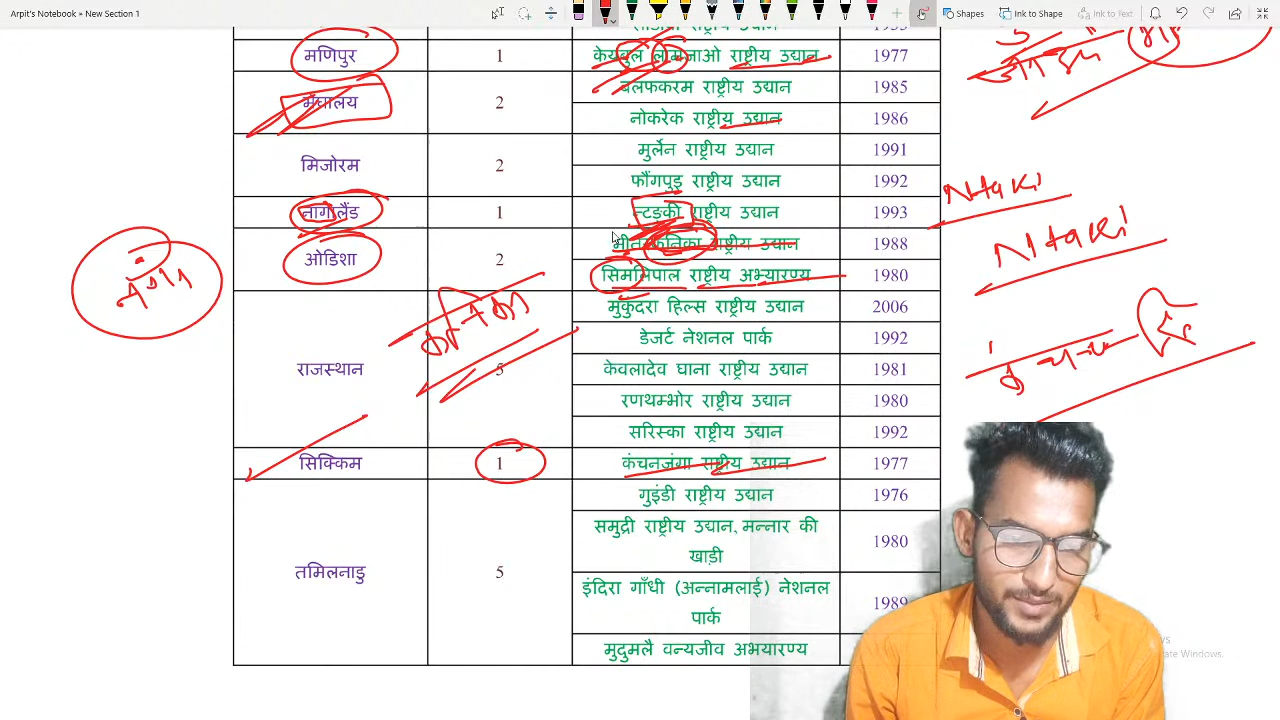 Arpit's Notebook » New Section 1
Shapes Ink to Shape Ink to Text
मणिपुर 1 केयबुल लामजाओ राष्ट्रीय उद्यान 1977
मेघालय 2 बलफकरम राष्ट्रीय उद्यान 1985
नोकरेक राष्ट्रीय उद्यान 1986
मिजोरम 2 मुर्लेन राष्ट्रीय उद्यान 1991
फौंगपुइ राष्ट्रीय उद्यान 1992
नागालैंड 1 न्टङकी राष्ट्रीय उद्यान 1993
Ntaki
Ntaki
ओडिशा 2 राष्ट्रीय उद्यान 1988
सिमलिपाल राष्ट्रीय अभ्यारण्य 1980
राजस्थान 5 मुकुंदरा हिल्स राष्ट्रीय उद्यान 2006
डेजर्ट नेशनल पार्क 1992
केवलादेव घाना राष्ट्रीय उद्यान 1981
रणथम्भोर राष्ट्रीय उद्यान 1980
सरिस्का राष्ट्रीय उद्यान 1992
सिक्किम 1 कंचनजंगा राष्ट्रीय उद्यान 1977
तमिलनाडु 5 गुइंडी राष्ट्रीय उद्यान 1976
समुद्री राष्ट्रीय उद्यान, मन्नार की
खाड़ी 1980
इंदिरा गाँधी (अन्नामलाई) नेशनल
पार्क 1989
मुदुमलै वन्यजीव अभयारण्य